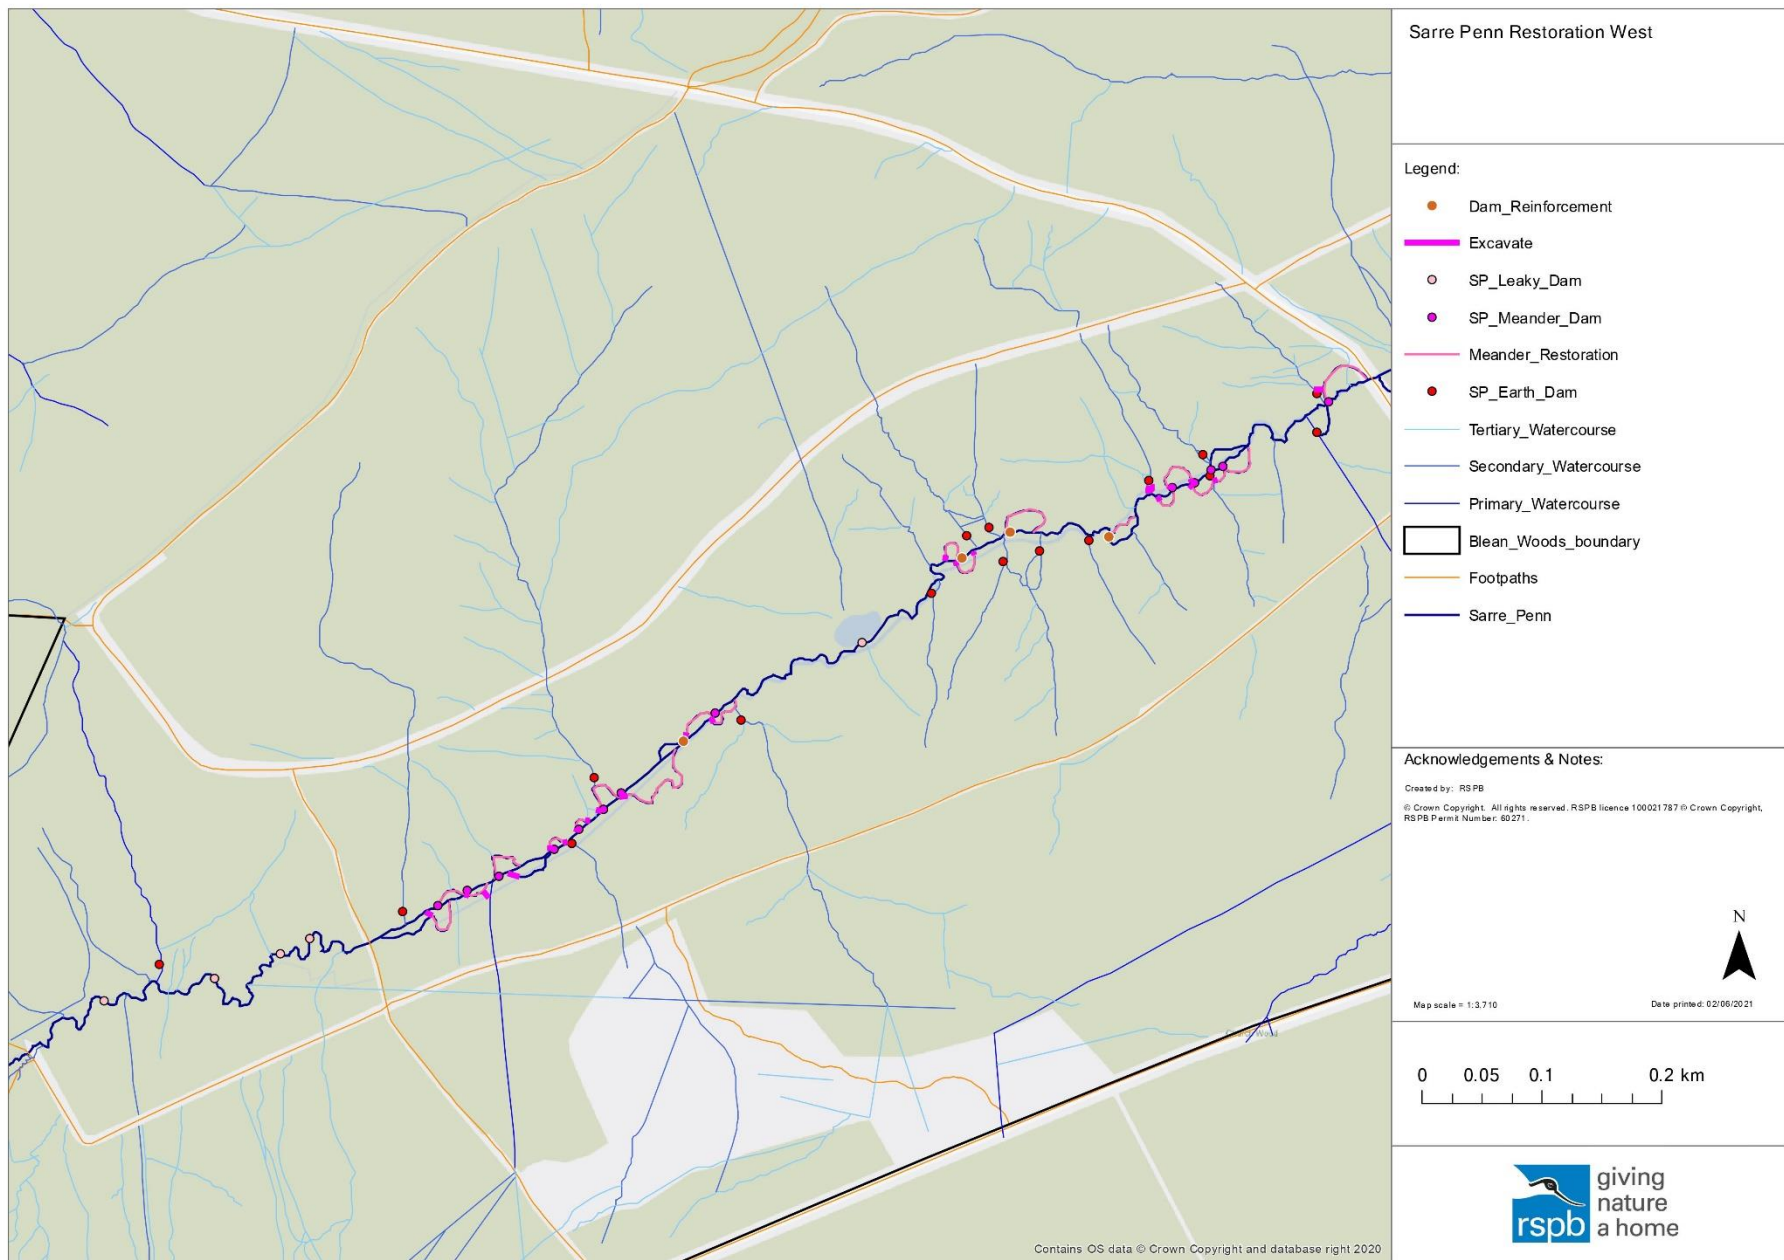 Sarre Penn Restoration West
Legend:
Dam_Reinforcement
Excavate
SP_Leaky_Dam
SP_Meander_Dam
Meander_Restoration
SP_Earth_Dam
Tertiary_Watercourse
Secondary_Watercourse
Primary_Watercourse
Blean_Woods_boundary
Footpaths
Sarre_Penn
Acknowledgements & Notes:
Created by: RSPB
© Crown Copyright. All rights reserved. RSPB licence 100021787 © Crown Copyright,
RSPB Permit Number: 60271.
N
Map scale = 1:3,710
Date printed: 02/06/2021
0 0.05 0.1 0.2 km
rspb
giving
nature
a home
Wood
Contains OS data © Crown Copyright and database right 2020